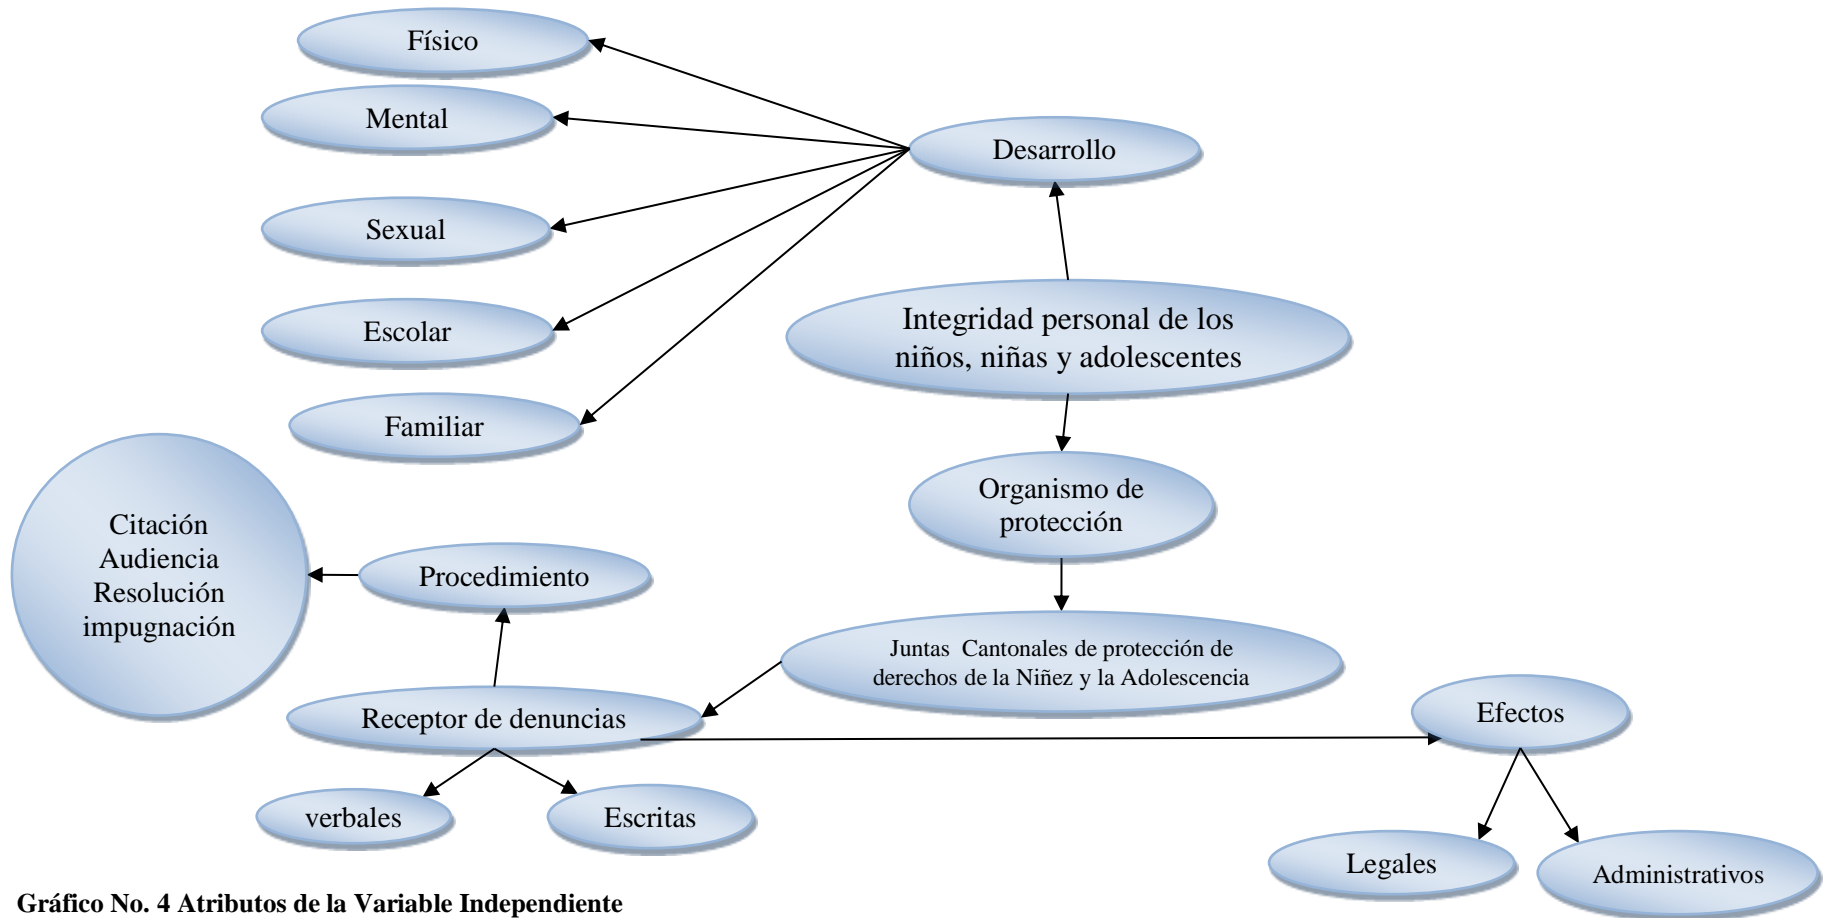 Físico
Mental
Desarrollo
Sexual
Escolar
Integridad personal de los
niños, niñas y adolescentes
Familiar
Organismo de
protección
Citación
Audiencia
Resolución
impugnación
Procedimiento
Juntas  Cantonales de protección de
derechos de la Niñez y la Adolescencia
Receptor de denuncias
Efectos
verbales
Escritas
Legales
Administrativos
Gráfico No. 4 Atributos de la Variable Independiente